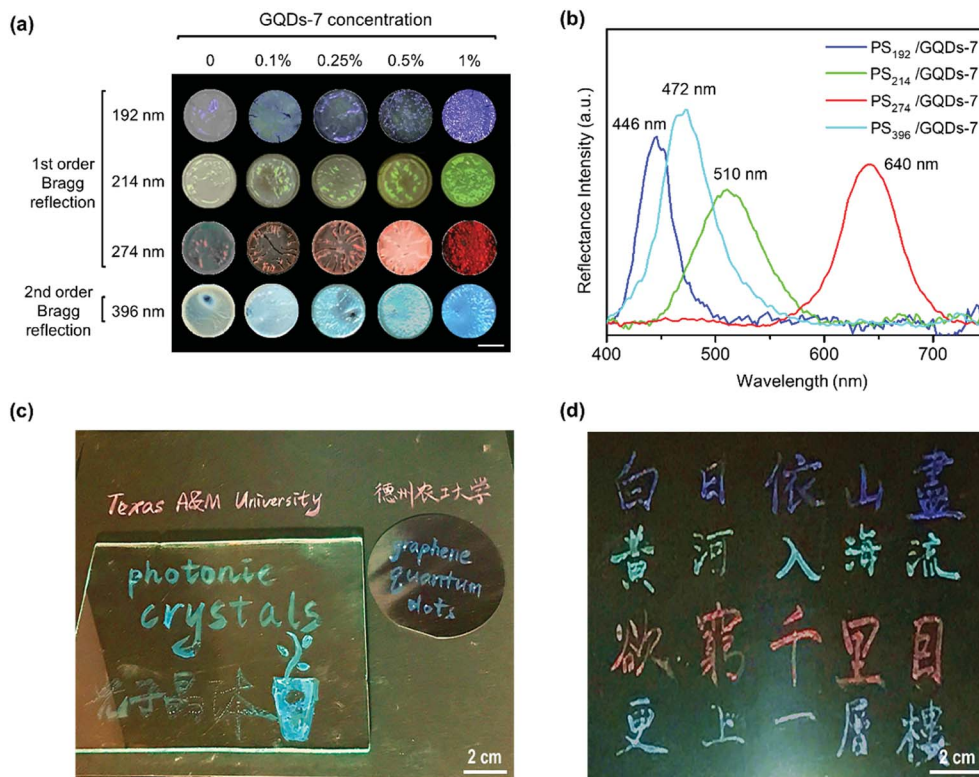 (a)
GQDs-7 concentration
0 0.1% 0.25% 0.5% 1%
1st order
Bragg
reflection
192 nm
214 nm
274 nm
2nd order
Bragg
reflection
396 nm
(b)
Reflectance Intensity (a.u.)
PS₁₉₂ /GQDs-7
PS₂₁₄ /GQDs-7
PS₂₇₄ /GQDs-7
PS₃₉₆ /GQDs-7
446 nm
472 nm
510 nm
640 nm
400 500 600 700
Wavelength (nm)
(c)
Texas A&M University
德州农工大学
photonic
crystals
光子晶体
graphene
quantum
dots
2 cm
(d)
白日依山盡
黄河入海流
欲窮千里目
更上一層樓
2 cm